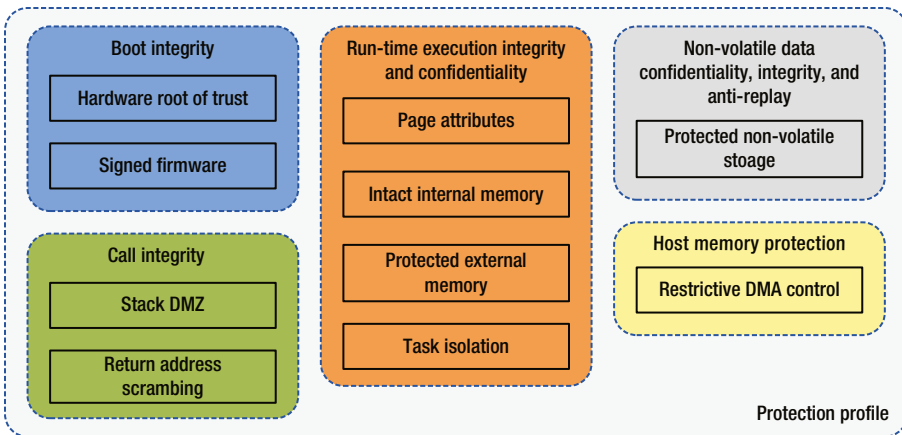 Boot integrity
Hardware root of trust
Signed firmware
Call integrity
Stack DMZ
Return address
scrambing
Run-time execution integrity
and confidentiality
Page attributes
Intact internal memory
Protected external
memory
Task isolation
Non-volatile data
confidentiality, integrity, and
anti-replay
Protected non-volatile
stoage
Host memory protection
Restrictive DMA control
Protection profile